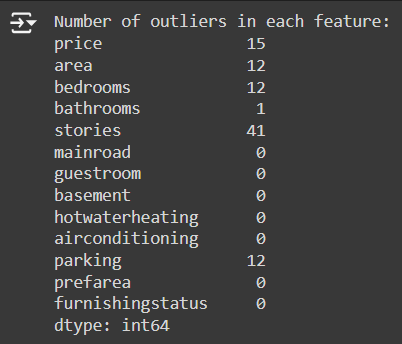 Number of outliers in each feature:
price 15
area 12
bedrooms 12
bathrooms 1
stories 41
mainroad 0
guestroom 0
basement 0
hotwaterheating 0
airconditioning 0
parking 12
prefarea 0
furnishingstatus 0
dtype: int64